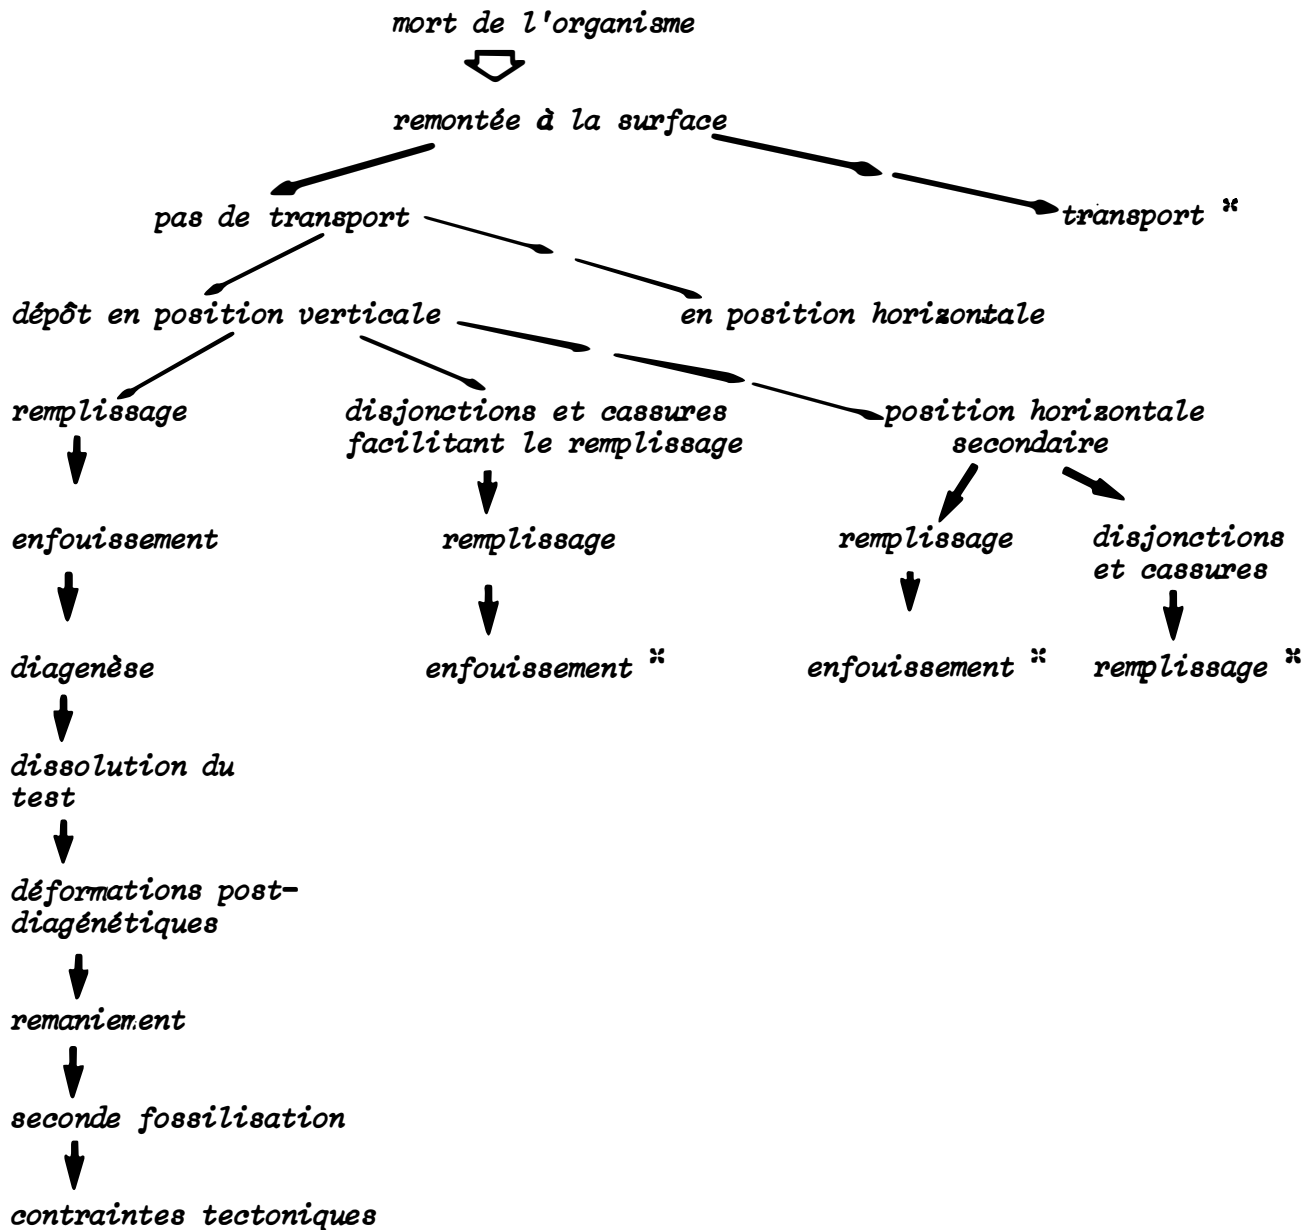 mort de l'organisme
remontée à la surface
pas de transport
transport *
dépôt en position verticale
en position horizontale
remplissage
disjonctions et cassures
facilitant le remplissage
position horizontale
secondaire
enfouissement
remplissage
remplissage
disjonctions
et cassures
diagenèse
enfouissement *
enfouissement *
remplissage *
dissolution du
test
déformations post-
diagénétiques
remaniement
seconde fossilisation
contraintes tectoniques